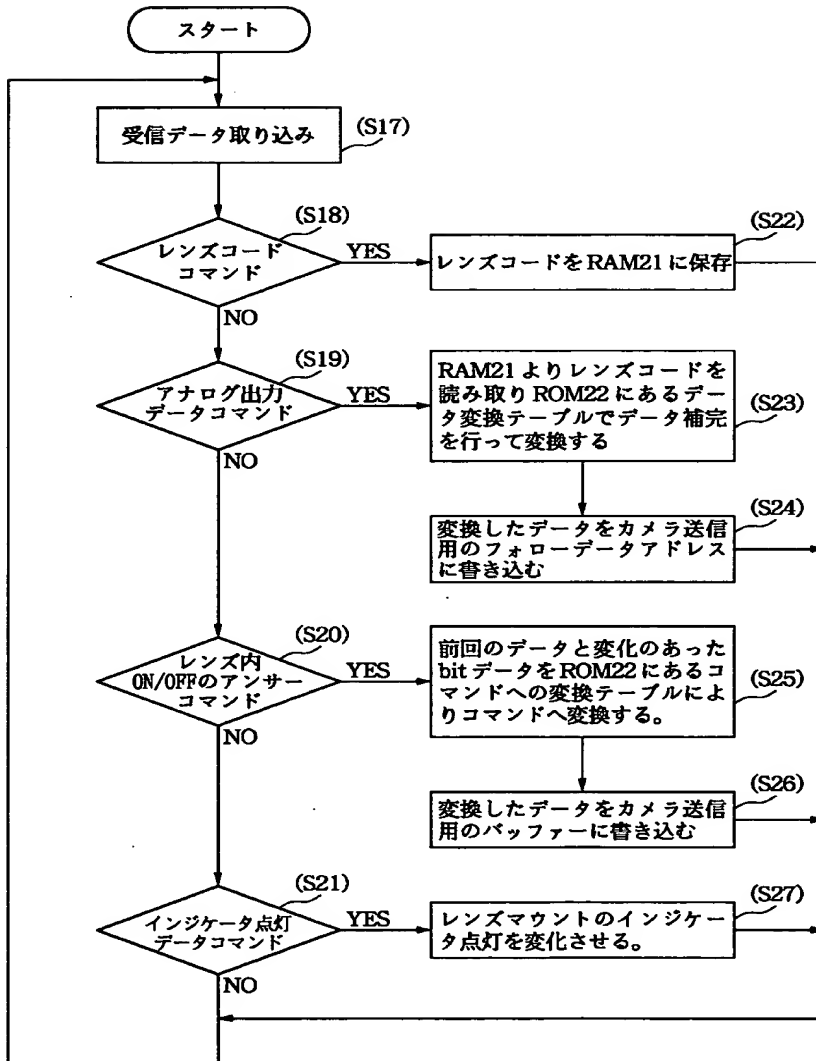 スタート
受信データ取り込み
(S17)
(S18)
レンズコード
コマンド
YES
NO
(S22)
レンズコードをRAM21に保存
(S19)
アナログ出力
データコマンド
YES
NO
RAM21よりレンズコードを
読み取りROM22にあるデー
タ変換テーブルでデータ補完
を行って変換する
(S23)
(S24)
変換したデータをカメラ送信
用のフォローデータアドレス
に書き込む
(S20)
レンズ内
ON/OFFのアンサー
コマンド
YES
NO
前回のデータと変化のあった
bitデータをROM22にあるコ
マンドへの変換テーブルによ
りコマンドへ変換する。
(S25)
(S26)
変換したデータをカメラ送信
用のバッファーに書き込む
(S21)
インジケータ点灯
データコマンド
YES
NO
(S27)
レンズマウントのインジケー
タ点灯を変化させる。